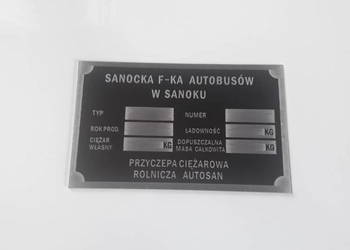 SANOCKA F-KA AUTOBUSÓW
W SANOKU
TYP NUMER
ROK PROD. ŁADOWNOŚĆ KG
CIĘŻAR WŁASNY KG DOPUSZCZALNA MASA CAŁKOWITA KG
PRZYCZEPA CIĘŻAROWA
ROLNICZA AUTOSAN